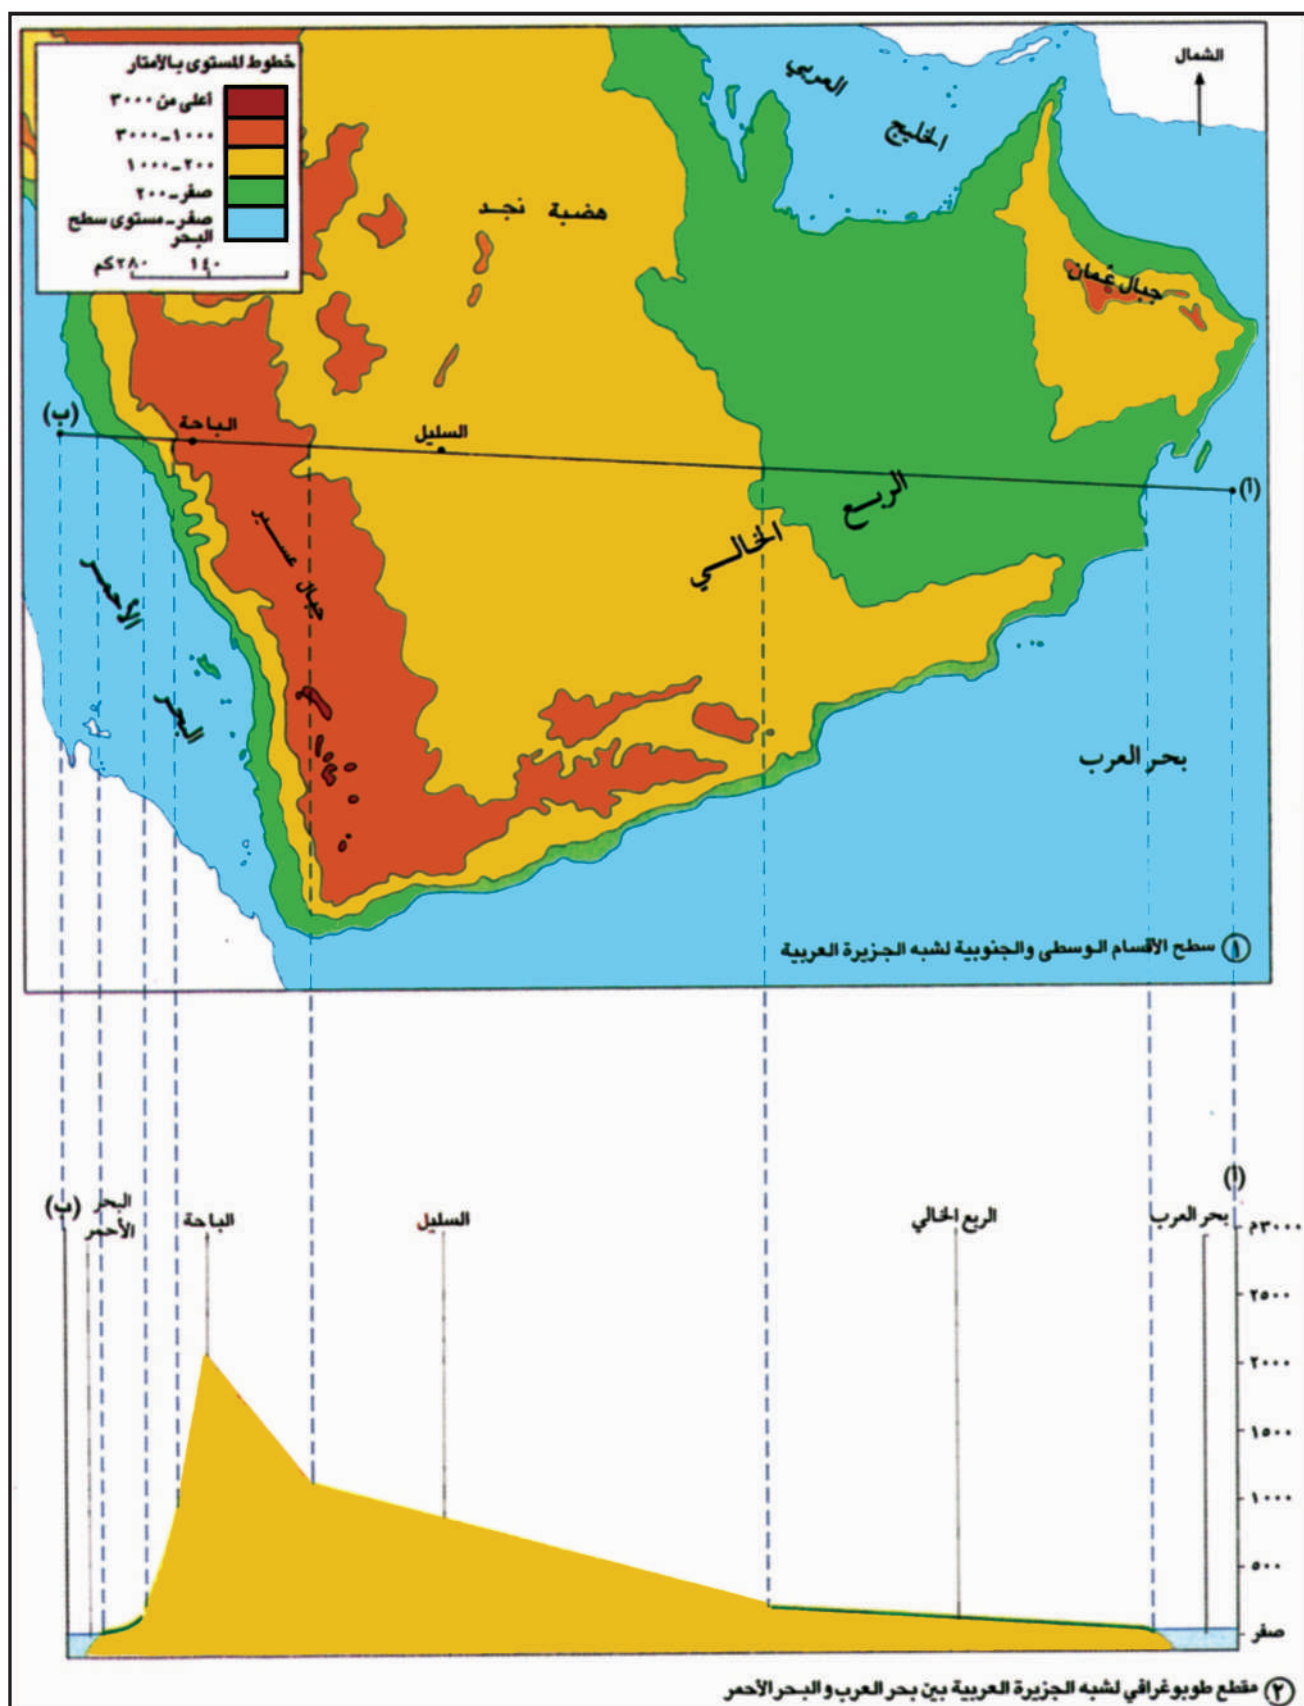 خطوط المستوى بالأمتار
أعلى من ٣٠٠٠
١٠٠٠-٣٠٠٠
٢٠٠-١٠٠٠
صفر-٢٠٠
صفر-مستوى سطح
البحر
١٤٠ ٢٨٠كم
الشمال
الخليج
العربي
هضبة نجد
جبال عُمان
(ب)
الباحة
السليل
(أ)
الربع
الخالي
جبال عسير
البحر
الأحمر
بحر العرب
١ سطح الأقسام الوسطى والجنوبية لشبه الجزيرة العربية
(أ)
بحر العرب
الربع الخالي
السليل
الباحة
البحر
الأحمر
(ب)
٣٠٠٠م
٢٥٠٠
٢٠٠٠
١٥٠٠
١٠٠٠
٥٠٠
صفر
٢ مقطع طوبوغرافي لشبه الجزيرة العربية بين بحر العرب والبحر الأحمر